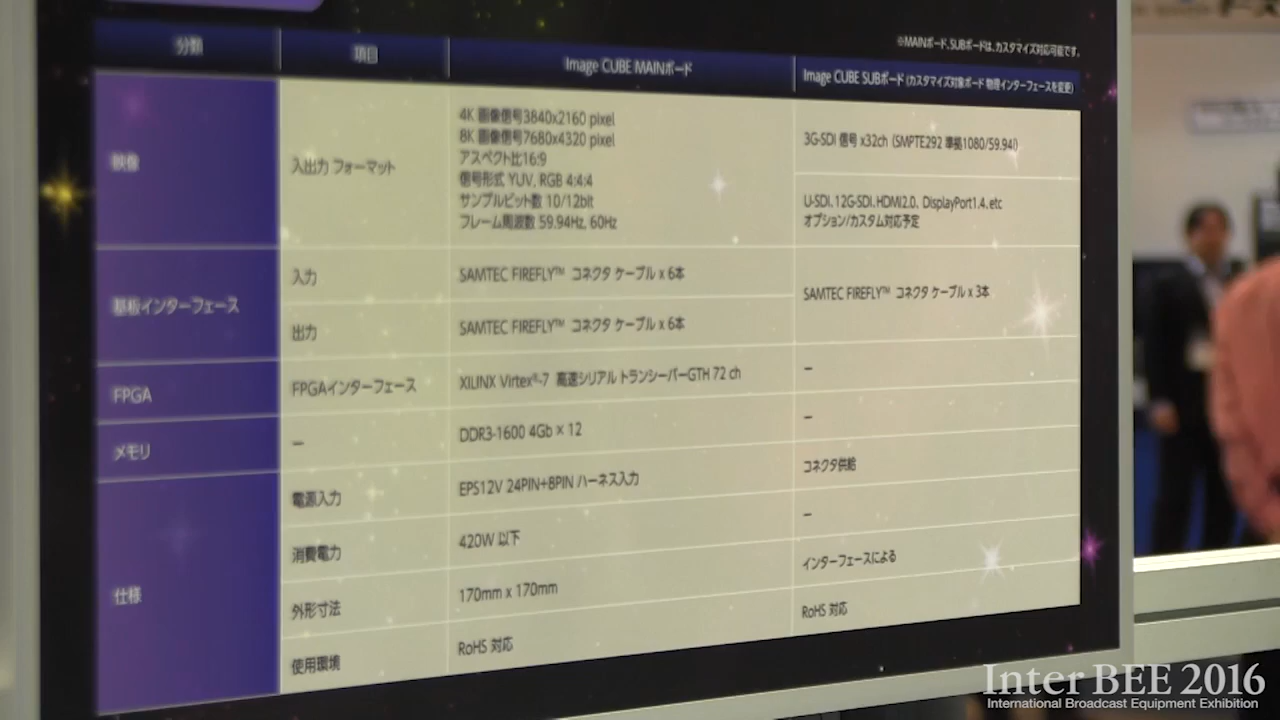 ※MAINボード、SUBボードは、カスタマイズ対応可能です。
分類 項目 Image CUBE MAINボード Image CUBE SUBボード (カスタマイズ対象ボード 物理インターフェースを変更)
映像
入出力 フォーマット
4K 画像信号3840x2160 pixel
8K 画像信号7680x4320 pixel
アスペクト比16:9
信号形式 YUV, RGB 4:4:4
サンプルビット数 10/12bit
フレーム周波数 59.94Hz, 60Hz
3G-SDI 信号 x32ch (SMPTE292 準拠1080/59.94I)
U-SDI、12G-SDI、HDMI2.0、DisplayPort1.4、etc
オプション/カスタム対応予定
基板インターフェース
入力 SAMTEC FIREFLY™ コネクタ ケーブル x 6本
出力 SAMTEC FIREFLY™ コネクタ ケーブル x 6本
SAMTEC FIREFLY™ コネクタ ケーブル x 3本
FPGA FPGAインターフェース XILINX Virtex®-7 高速シリアル トランシーバーGTH 72 ch −
メモリ − DDR3-1600 4Gb × 12 −
仕様
電源入力 EPS12V 24PIN+8PIN ハーネス入力 コネクタ供給
消費電力 420W 以下 −
外形寸法 170mm x 170mm インターフェースによる
使用環境 RoHS 対応 RoHS 対応
Inter BEE 2016
International Broadcast Equipment Exhibition